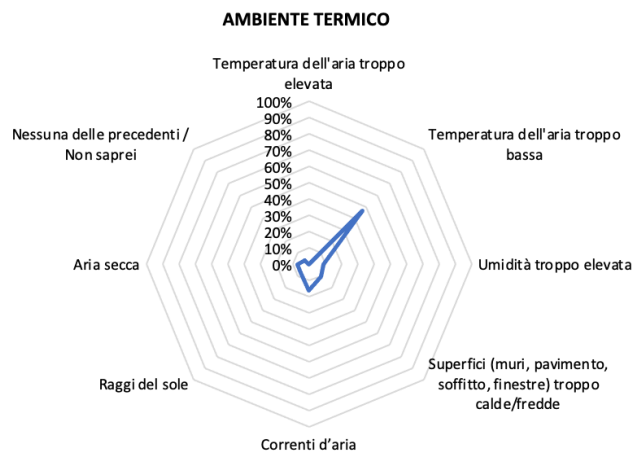 AMBIENTE TERMICO
Temperatura dell'aria troppo
elevata
100%
90%
80%
70%
60%
50%
40%
30%
20%
10%
0%
Temperatura dell'aria troppo
bassa
Umidità troppo elevata
Superfici (muri, pavimento,
soffitto, finestre) troppo
calde/fredde
Correnti d’aria
Raggi del sole
Aria secca
Nessuna delle precedenti /
Non saprei